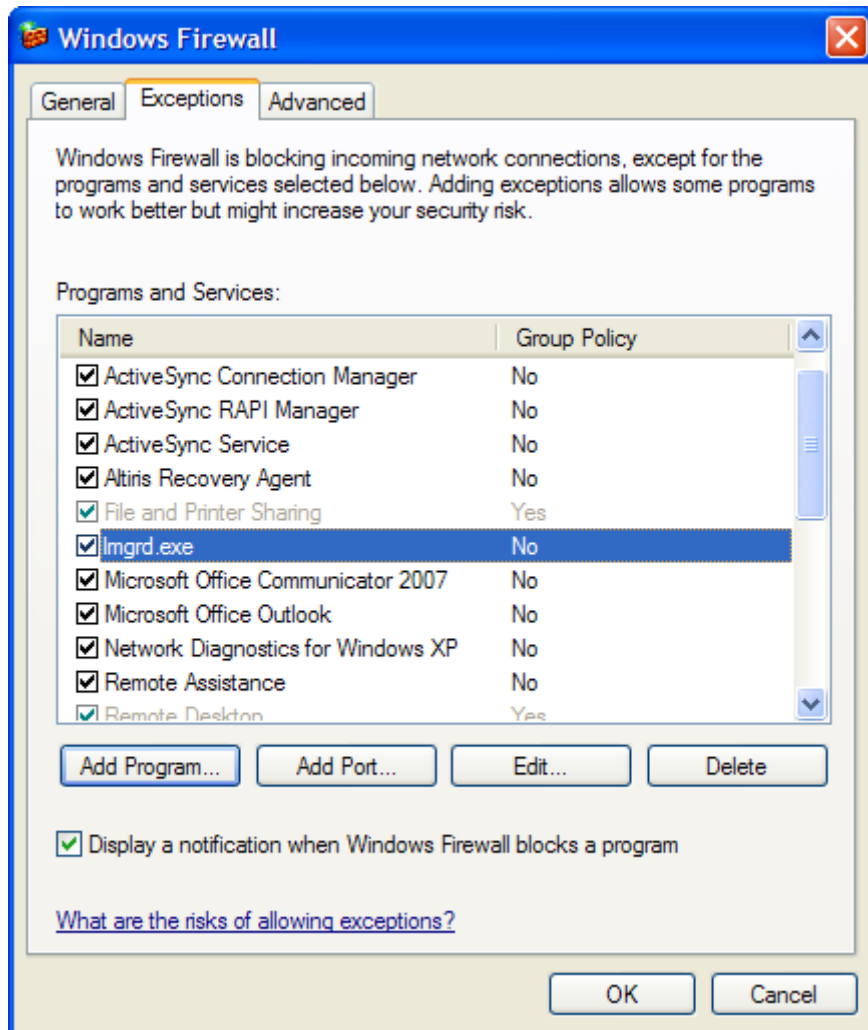 Windows Firewall
General Exceptions Advanced
Windows Firewall is blocking incoming network connections, except for the
programs and services selected below. Adding exceptions allows some programs
to work better but might increase your security risk.
Programs and Services:
Name Group Policy
ActiveSync Connection Manager No
ActiveSync RAPI Manager No
ActiveSync Service No
Altiris Recovery Agent No
File and Printer Sharing Yes
lmgrd.exe No
Microsoft Office Communicator 2007 No
Microsoft Office Outlook No
Network Diagnostics for Windows XP No
Remote Assistance No
Remote Desktop Yes
Add Program... Add Port... Edit... Delete
Display a notification when Windows Firewall blocks a program
What are the risks of allowing exceptions?
OK Cancel